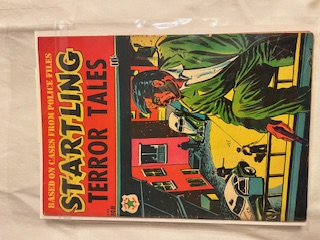 BASED ON CASES FROM POLICE FILES
STARTLING
TERROR TALES
10¢